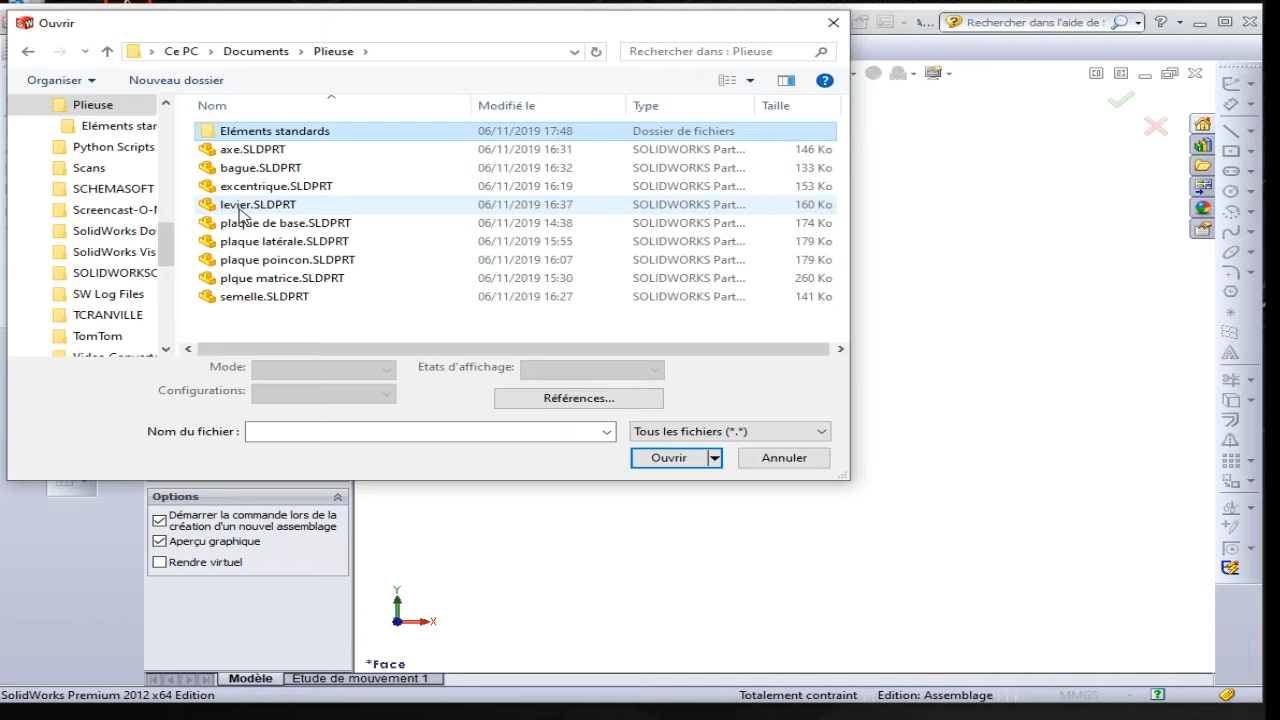 Ouvrir
Rechercher dans l'aide de :
Ce PC > Documents > Plieuse >
Rechercher dans : Plieuse
Organiser
Nouveau dossier
Plieuse
Eléments star
Python Scripts
Scans
SCHEMASOFT
Screencast-O-M
SolidWorks Do
SolidWorks Vis
SOLIDWORKSC
SW Log Files
TCRANVILLE
TomTom
Nom Modifié le Type Taille
Eléments standards 06/11/2019 17:48 Dossier de fichiers
axe.SLDPRT 06/11/2019 16:31 SOLIDWORKS Part... 146 Ko
bague.SLDPRT 06/11/2019 16:32 SOLIDWORKS Part... 133 Ko
excentrique.SLDPRT 06/11/2019 16:19 SOLIDWORKS Part... 153 Ko
levier.SLDPRT 06/11/2019 16:37 SOLIDWORKS Part... 160 Ko
plaque de base.SLDPRT 06/11/2019 14:38 SOLIDWORKS Part... 174 Ko
plaque latérale.SLDPRT 06/11/2019 15:55 SOLIDWORKS Part... 179 Ko
plaque poincon.SLDPRT 06/11/2019 16:07 SOLIDWORKS Part... 179 Ko
plque matrice.SLDPRT 06/11/2019 15:30 SOLIDWORKS Part... 260 Ko
semelle.SLDPRT 06/11/2019 16:27 SOLIDWORKS Part... 141 Ko
Mode:
Etats d'affichage:
Configurations:
Références...
Nom du fichier :
Tous les fichiers (*.*)
Ouvrir
Annuler
Options
Démarrer la commande lors de la
création d'un nouvel assemblage
Aperçu graphique
Rendre virtuel
Y
X
*Face
Modèle
Etude de mouvement 1
SolidWorks Premium 2012 x64 Edition
Totalement contraint
Edition: Assemblage
MMGS